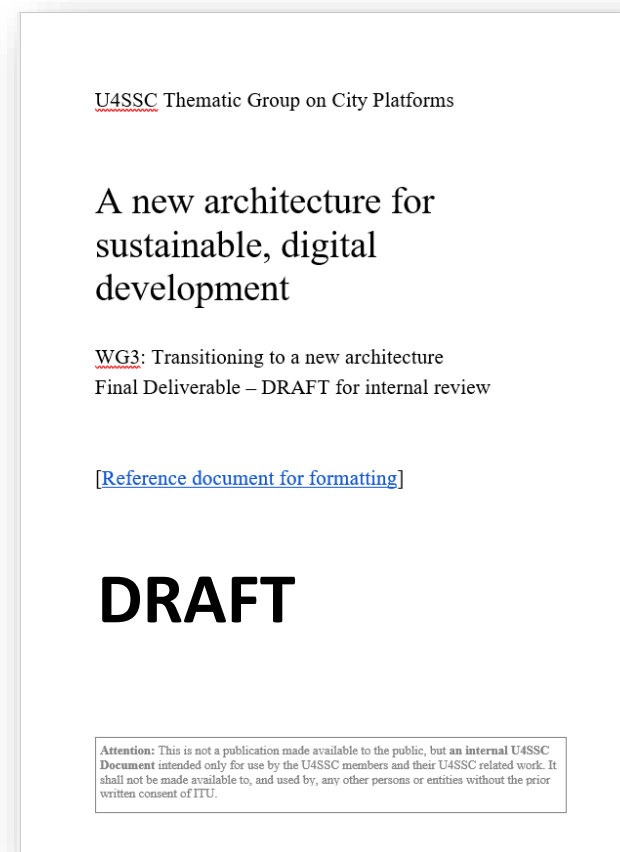 U4SSC Thematic Group on City Platforms
A new architecture for
sustainable, digital
development
WG3: Transitioning to a new architecture
Final Deliverable – DRAFT for internal review
[Reference document for formatting]
DRAFT
Attention: This is not a publication made available to the public, but an internal U4SSC
Document intended only for use by the U4SSC members and their U4SSC related work. It
shall not be made available to, and used by, any other persons or entities without the prior
written consent of ITU.